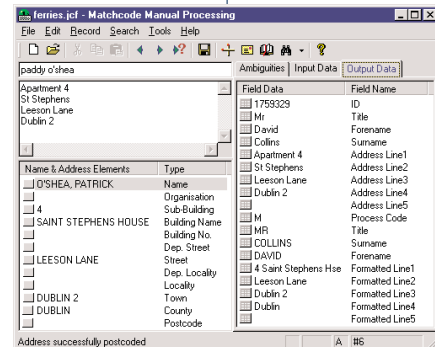 ferries.jcf - Matchcode Manual Processing
File Edit Record Search Tools Help
paddy o'shea
Apartment 4
St Stephens
Leeson Lane
Dublin 2
Name & Address Elements Type
O'SHEA, PATRICK Name
Organisation
4 Sub-Building
SAINT STEPHENS HOUSE Building Name
Building No.
Dep. Street
LEESON LANE Street
Dep. Locality
Locality
DUBLIN 2 Town
DUBLIN County
Postcode
Ambiguities Input Data Output Data
Field Data Field Name
1759329 ID
Mr Title
David Forename
Collins Surname
Apartment 4 Address Line1
St Stephens Address Line2
Leeson Lane Address Line3
Dublin 2 Address Line4
Address Line5
M Process Code
MR Title
COLLINS Surname
DAVID Forename
4 Saint Stephens Hse Formatted Line1
Leeson Lane Formatted Line2
Dublin 2 Formatted Line3
Dublin Formatted Line4
Formatted Line5
Address successfully postcoded A #6